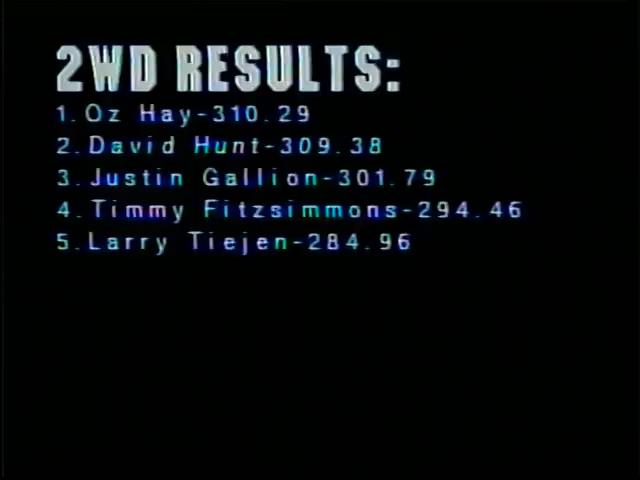 2WD RESULTS:
1. Oz Hay-310.29
2. David Hunt-309.38
3. Justin Gallion-301.79
4. Timmy Fitzsimmons-294.46
5. Larry Tiejen-284.96